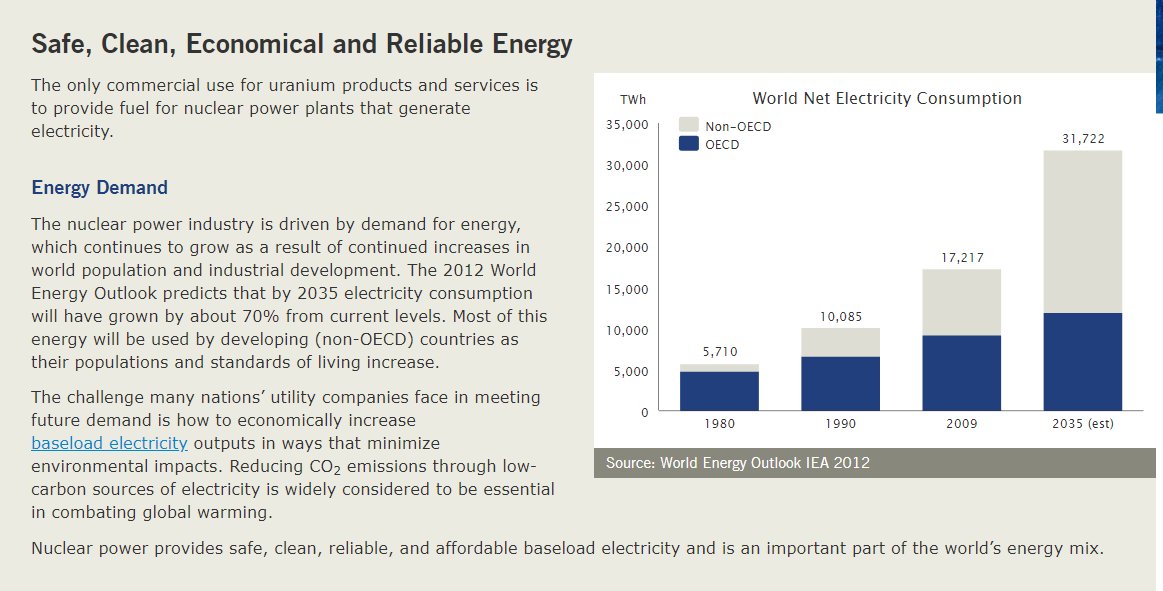 Safe, Clean, Economical and Reliable Energy
The only commercial use for uranium products and services is
to provide fuel for nuclear power plants that generate
electricity.
Energy Demand
The nuclear power industry is driven by demand for energy,
which continues to grow as a result of continued increases in
world population and industrial development. The 2012 World
Energy Outlook predicts that by 2035 electricity consumption
will have grown by about 70% from current levels. Most of this
energy will be used by developing (non-OECD) countries as
their populations and standards of living increase.
The challenge many nations’ utility companies face in meeting
future demand is how to economically increase
baseload electricity outputs in ways that minimize
environmental impacts. Reducing CO₂ emissions through low-
carbon sources of electricity is widely considered to be essential
in combating global warming.
TWh
World Net Electricity Consumption
35,000
30,000
25,000
20,000
15,000
10,000
5,000
0
Non-OECD
OECD
5,710
10,085
17,217
31,722
1980
1990
2009
2035 (est)
Source: World Energy Outlook IEA 2012
Nuclear power provides safe, clean, reliable, and affordable baseload electricity and is an important part of the world’s energy mix.